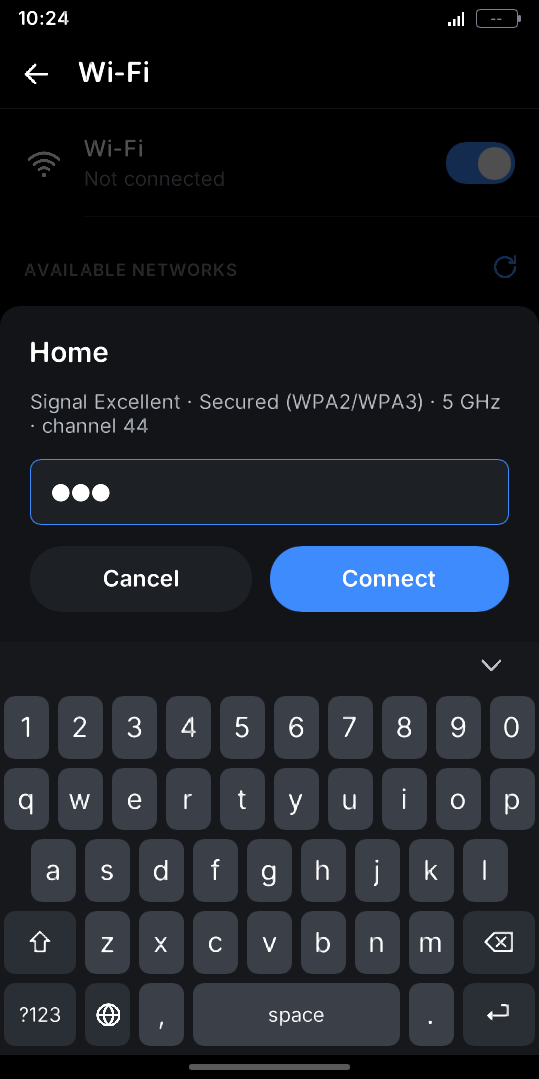 10:24
--
Wi-Fi
Wi-Fi
Not connected
AVAILABLE NETWORKS
Home
Signal Excellent · Secured (WPA2/WPA3) · 5 GHz
· channel 44
Cancel Connect
1 2 3 4 5 6 7 8 9 0
q w e r t y u i o p
a s d f g h j k l
z x c v b n m
?123 , space .